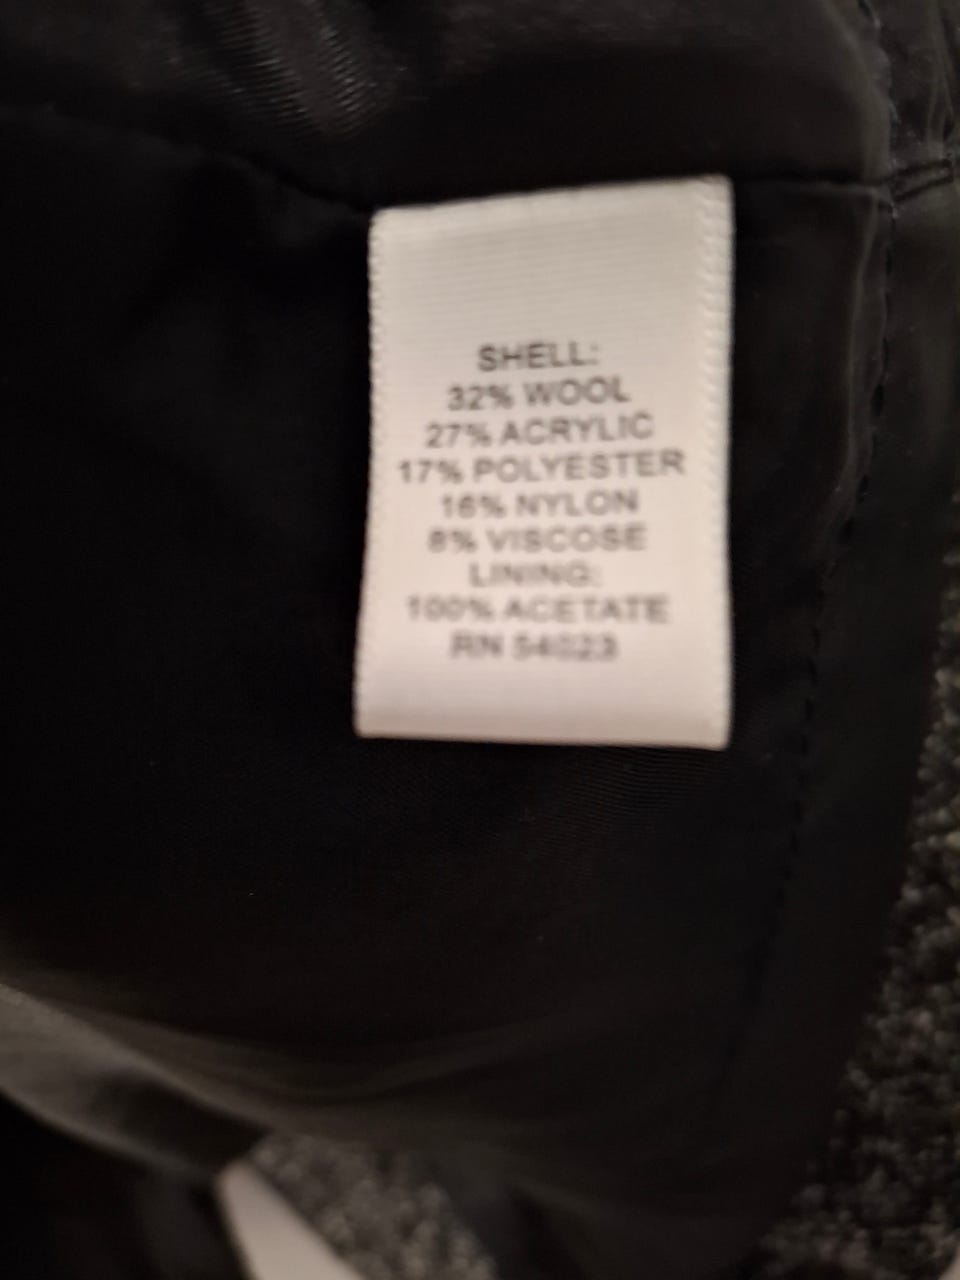 SHELL:
32% WOOL
27% ACRYLIC
17% POLYESTER
16% NYLON
8% VISCOSE
LINING:
100% ACETATE
RN 54023